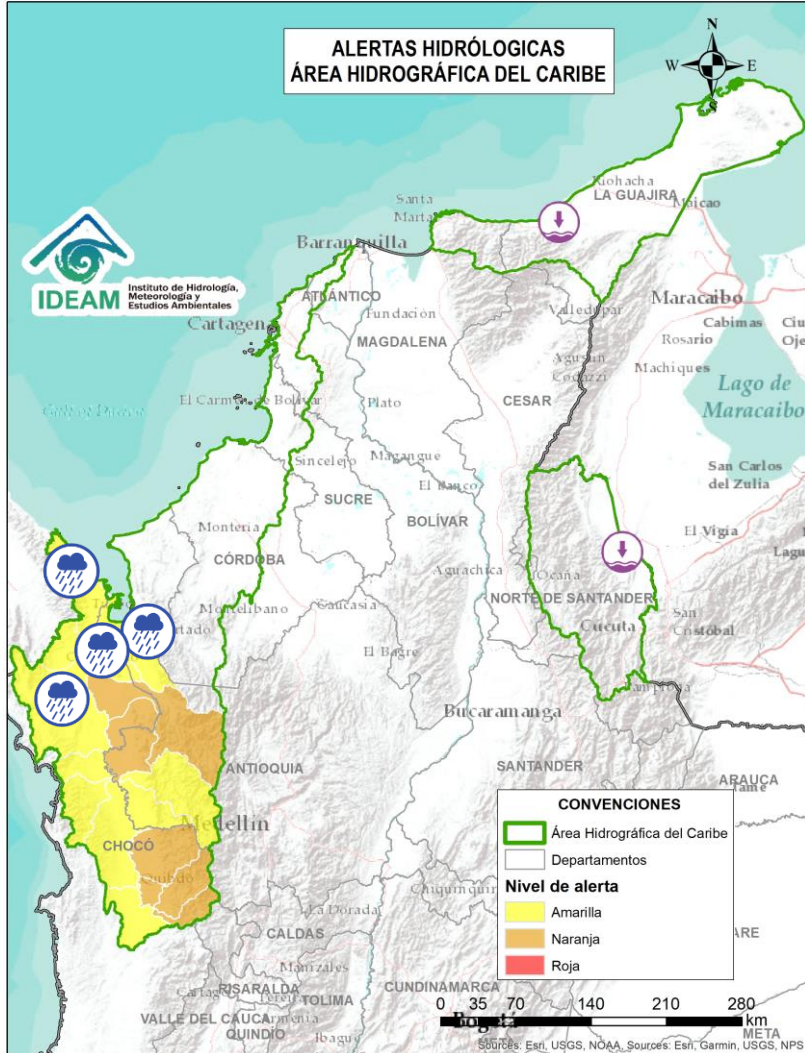 ALERTAS HIDRÓLOGICAS
ÁREA HIDROGRÁFICA DEL CARIBE
N
W
E
S
IDEAM
Instituto de Hidrología,
Meteorología y
Estudios Ambientales
Santa
Marta
Riohacha
LA GUAJIRA
Maicao
Barranquilla
ATLÁNTICO
Fundación
Cartagen
MAGDALENA
Valledupar
Maracaibo
Cabimas
Rosario
Machiques
Agustín
Codazzi
El Carmen de Bolívar
Plato
CESAR
Lago de
Maracaibo
Sincelejo
Magangue
SUCRE
El Banco
BOLÍVAR
San Carlos
del Zulia
Montería
CÓRDOBA
El Vigía
Aguachica
Ocaña
NORTE DE SANTANDER
Montelíbano
Caucasia
Cucuta
San
Cristóbal
El Bagre
Pamplona
Bucaramanga
ANTIOQUIA
SANTANDER
ARAUCA
Medellín
CHOCÓ
Quibdó
La Dorada
CALDAS
Manizales
RISARALDA
CUNDINAMARCA
TOLIMA
VALLE DEL CAUCA
QUINDÍO
Ibague
Bogotá
META
META
CONVENCIONES
Área Hidrográfica del Caribe
Departamentos
Nivel de alerta
Amarilla
Naranja
Roja
0 35 70 140 210 280
km
Sources: Esri, USGS, NOAA, Sources: Esri, Garmin, USGS, NPS